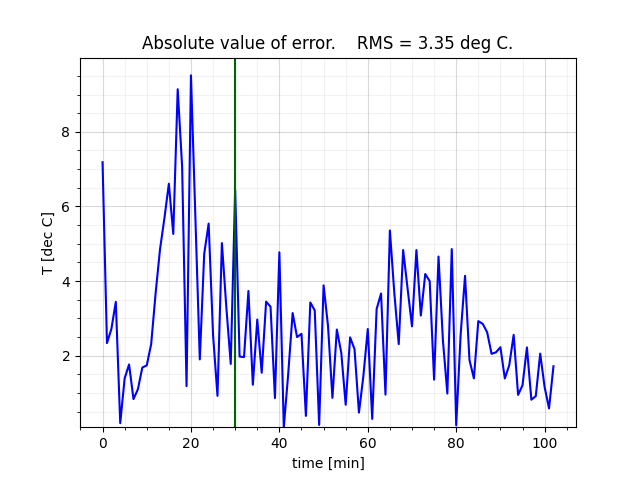 Absolute value of error.    RMS = 3.35 deg C.
T [dec C]
8
6
4
2
0 20 40 60 80 100
time [min]